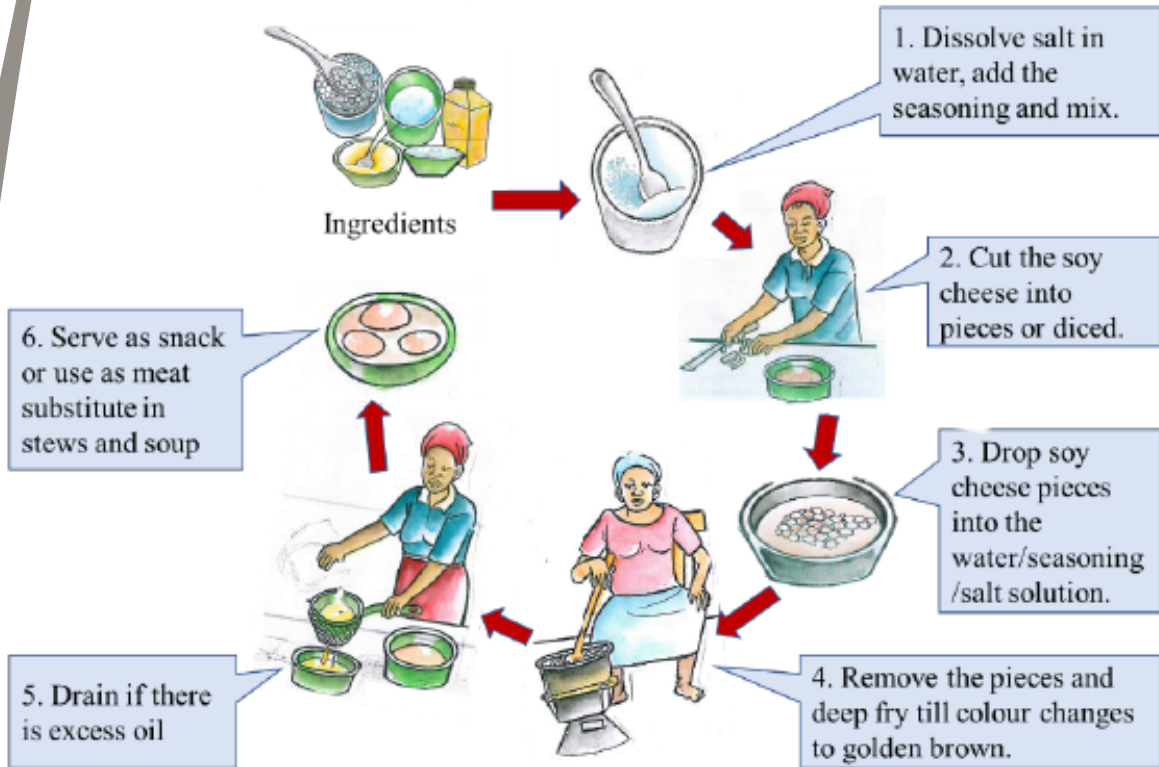 Ingredients
1. Dissolve salt in
water, add the
seasoning and mix.
2. Cut the soy
cheese into
pieces or diced.
3. Drop soy
cheese pieces
into the
water/seasoning
/salt solution.
4. Remove the pieces and
deep fry till colour changes
to golden brown.
5. Drain if there
is excess oil
6. Serve as snack
or use as meat
substitute in
stews and soup